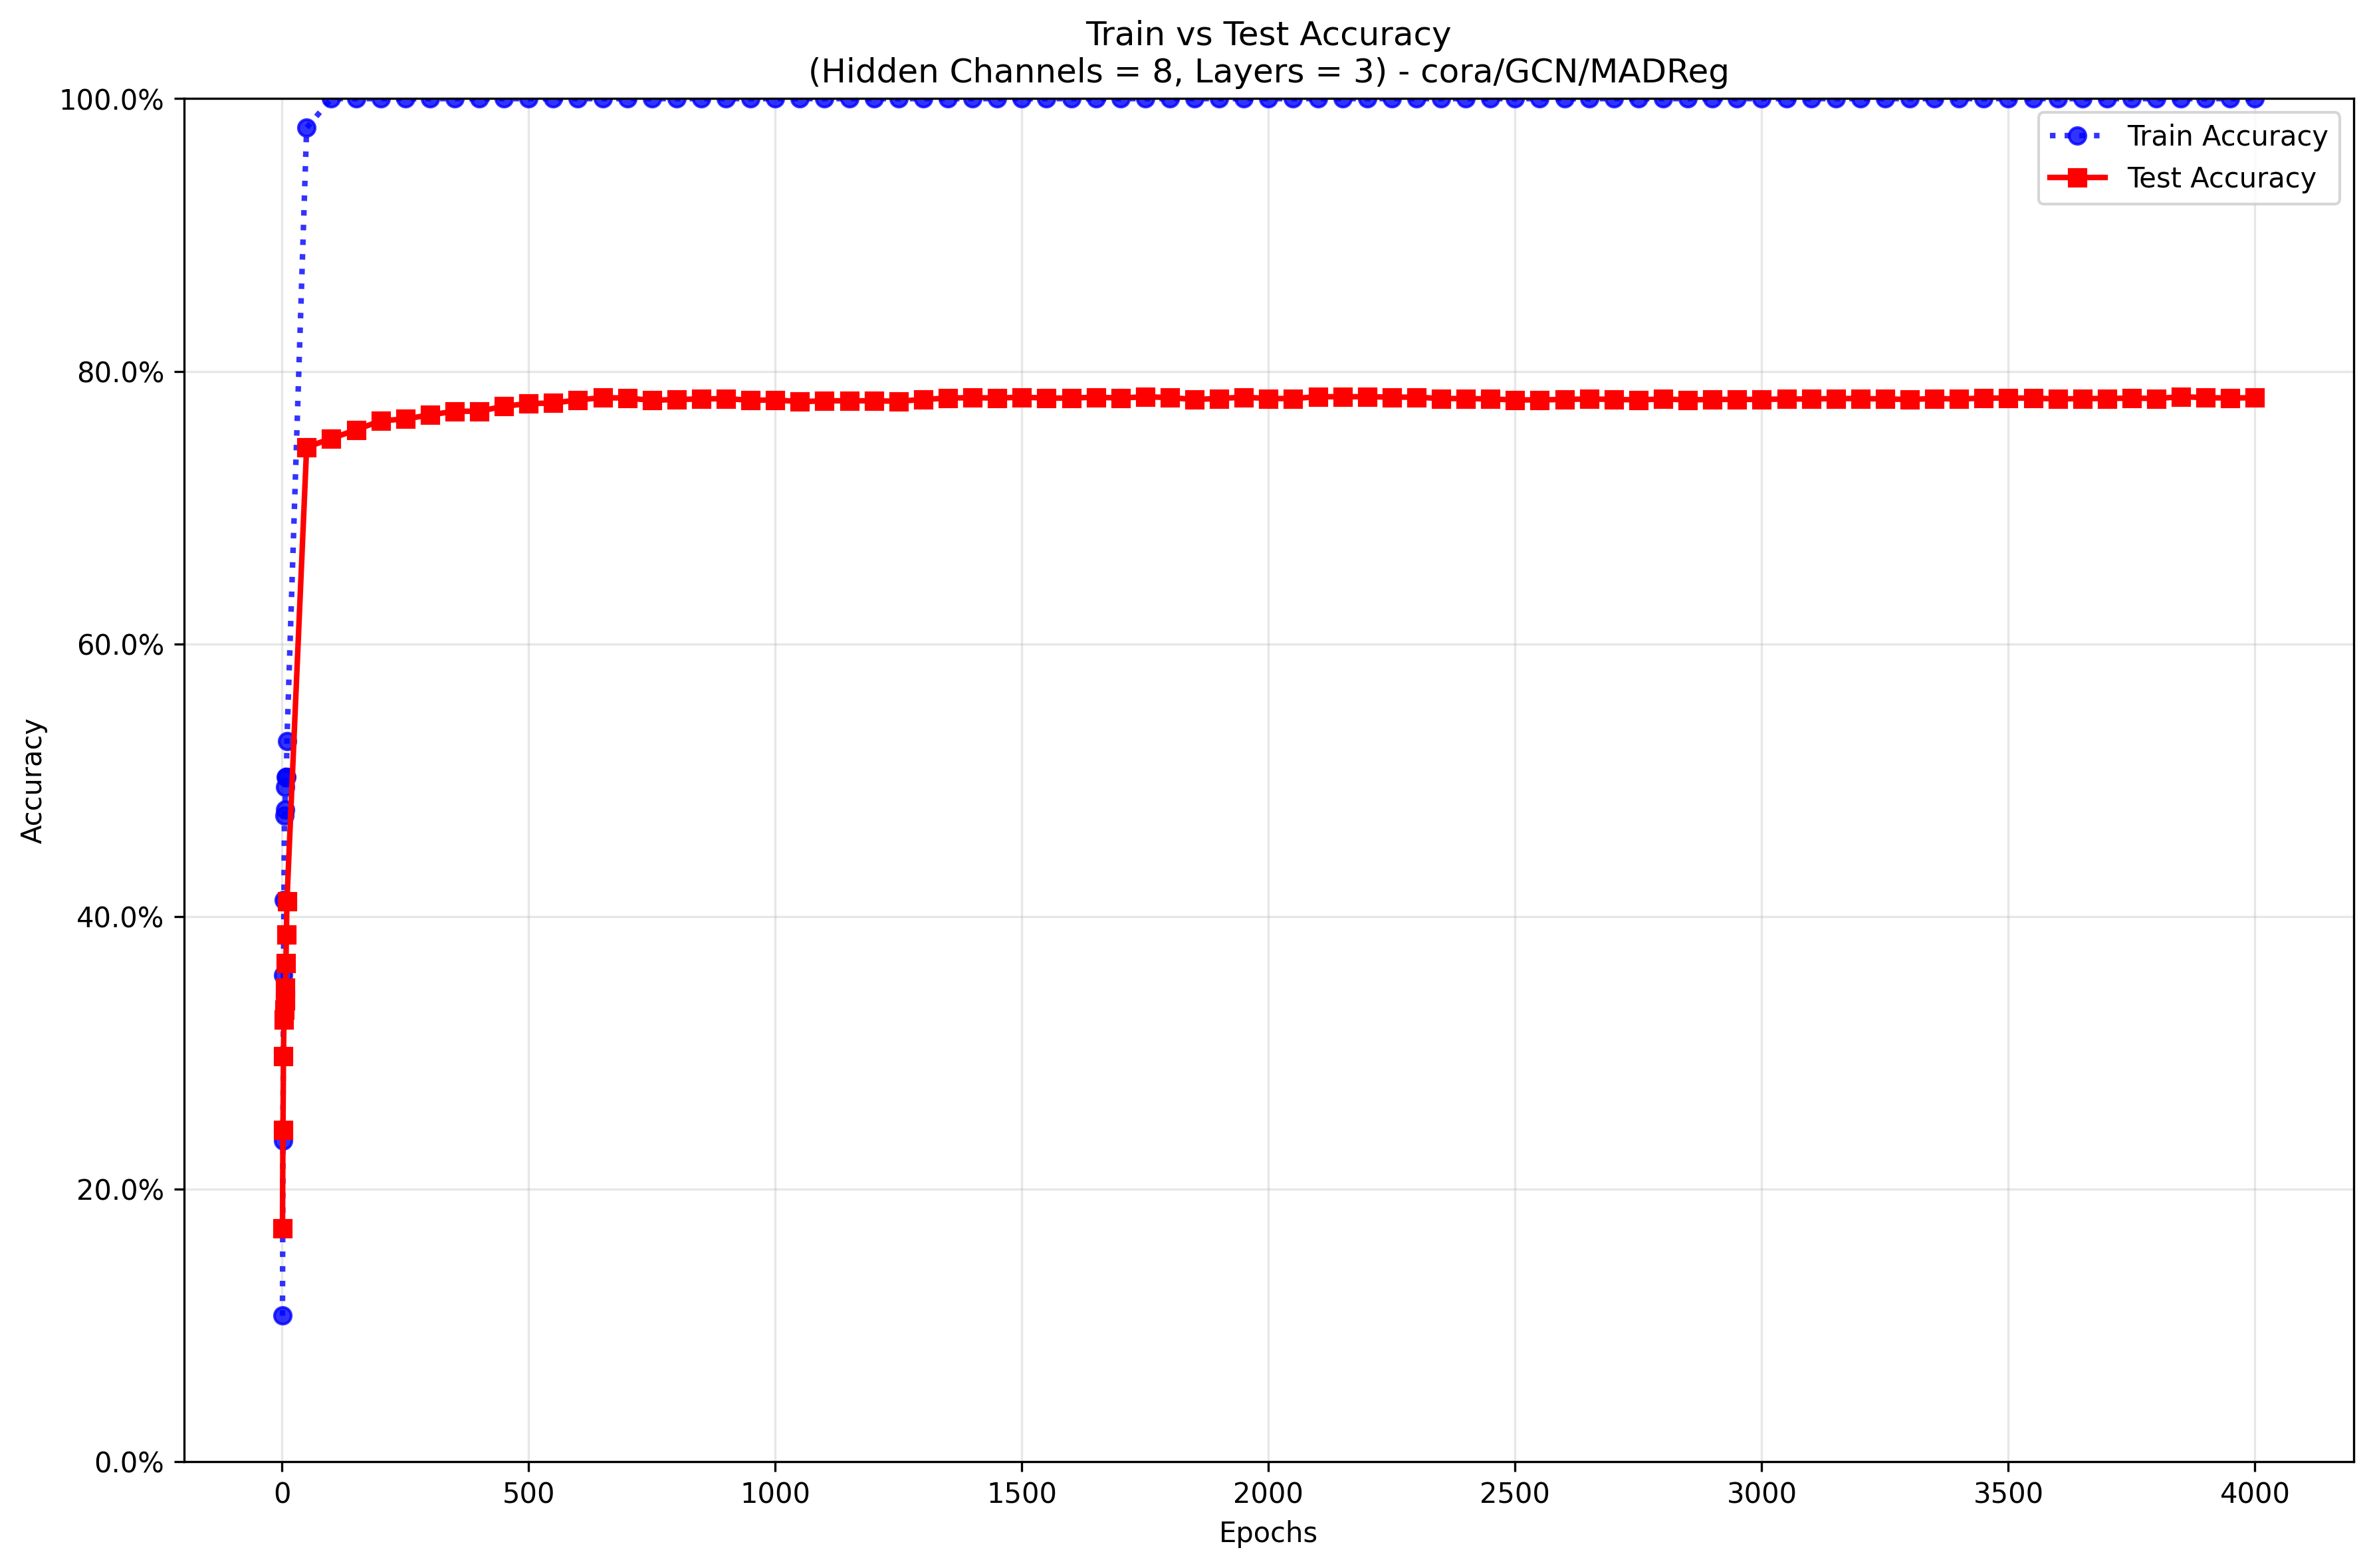 Train vs Test Accuracy
(Hidden Channels = 8, Layers = 3) - cora/GCN/MADReg
100.0%
80.0%
60.0%
40.0%
20.0%
0.0%
Accuracy
Train Accuracy
Test Accuracy
0 500 1000 1500 2000 2500 3000 3500 4000
Epochs